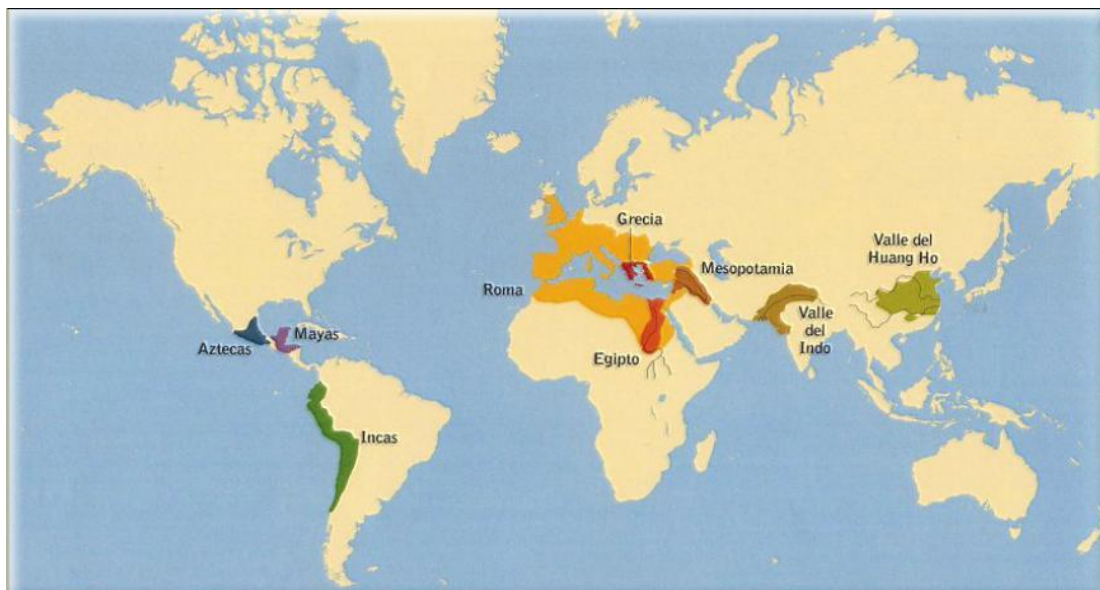 Grecia
Valle del
Huang Ho
Mesopotamia
Roma
Valle
del
Indo
Mayas
Aztecas
Egipto
Incas